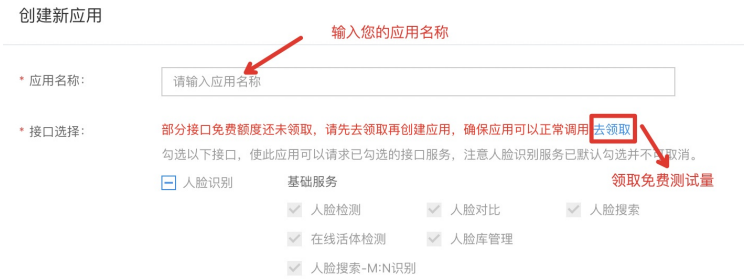 创建新应用
输入您的应用名称
* 应用名称： 请输入应用名称
* 接口选择： 部分接口免费额度还未领取，请先去领取再创建应用，确保应用可以正常调用 去领取
勾选以下接口，使此应用可以请求已勾选的接口服务，注意人脸识别服务已默认勾选并不可取消。
领取免费测试量
人脸识别 基础服务
人脸检测 人脸对比 人脸搜索
在线活体检测 人脸库管理
人脸搜索-M:N识别